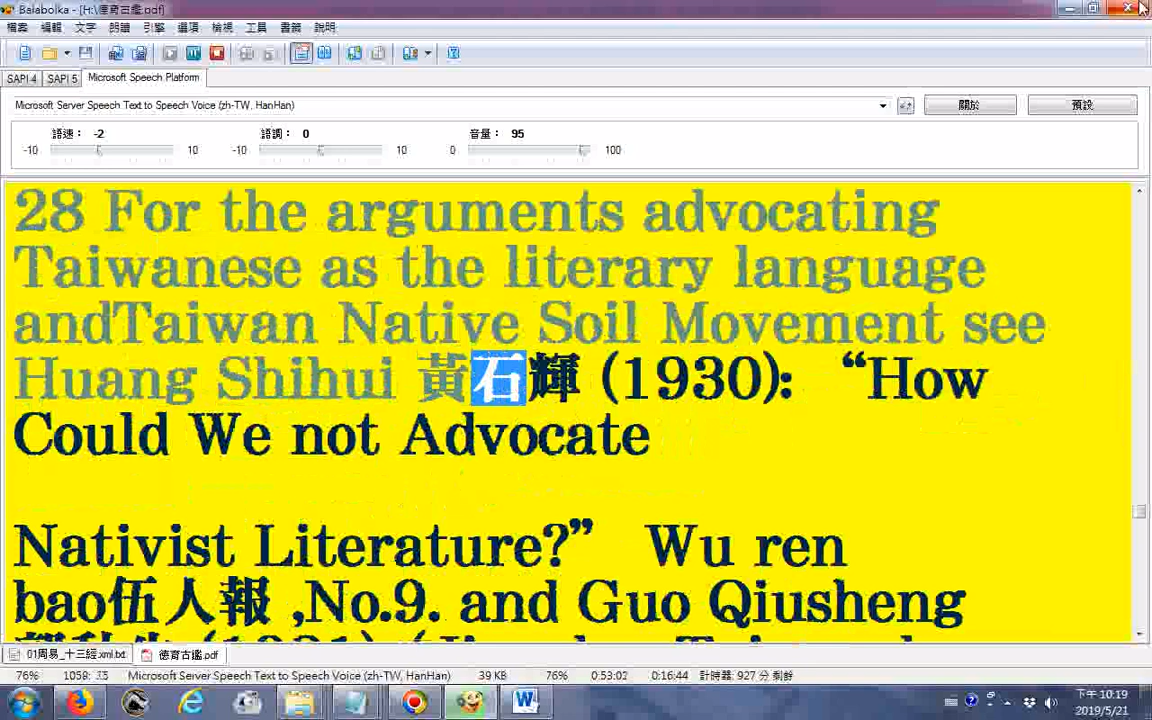 Balabolka - [H:\德育古鑑.pdf]
檔案 編輯 文字 朗讀 引擎 選項 檢視 工具 書籤 說明
SAPI 4 SAPI 5 Microsoft Speech Platform
Microsoft Server Speech Text to Speech Voice (zh-TW, HanHan) 關於 預設
語速： -2 語調： 0 音量： 95
-10 10 -10 10 0 100
28 For the arguments advocating
Taiwanese as the literary language
andTaiwan Native Soil Movement see
Huang Shihui 黃石輝 (1930): “How
Could We not Advocate
Nativist Literature?” Wu ren
bao伍人報 ,No.9. and Guo Qiusheng
01周易_十三經.xml.txt 德育古鑑.pdf
76% 1058: 35 Microsoft Server Speech Text to Speech Voice (zh-TW, HanHan) 39 KB 76% 0:53:02 0:16:44 計時器: 927 分 剩餘
下午 10:19
2019/5/21